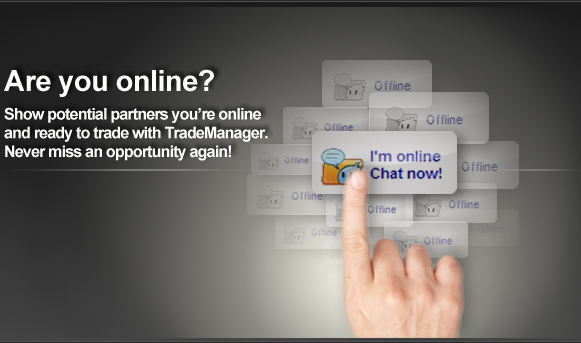 Are you online?
Show potential partners you're online
and ready to trade with TradeManager.
Never miss an opportunity again!
Offline
Offline
Offline
I'm online
Chat now!
Offline
Offline
Offline
Offline
Offline
Offline
Offline